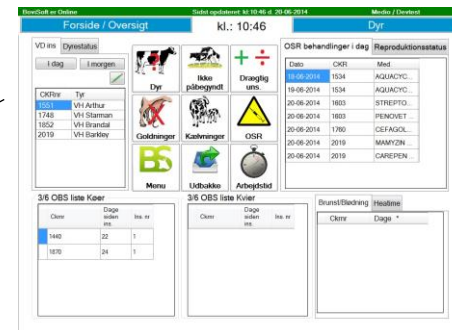 BoviSoft er Online
Sidst opdateret: kl:10:46 d. 20-06-2014
Medio / Devtest
Forside / Oversigt
kl.: 10:46
Dyr
VD ins
Dyrestatus
I dag
I morgen
CKRnr Tyr
1551 VH Arthur
1748 VH Starman
1852 VH Brandal
2019 VH Barkley
Dyr
Ikke påbegyndt
Drægtig uns.
Goldninger
Kælvninger
OSR
BS
Menu
Udbakke
Arbejdstid
OSR behandlinger i dag
Reproduktionsstatus
Dato CKR Med.
18-06-2014 1534 AQUACYC...
19-06-2014 1534 AQUACYC...
20-06-2014 1603 STREPTO...
20-06-2014 1603 PENOVET ...
20-06-2014 1760 CEFAGOL...
20-06-2014 2019 MAMYZIN ...
20-06-2014 2019 CAREPEN ...
3/6 OBS liste Køer
Ckrnr Dage siden ins. Ins. nr
1440 22 1
1870 24 1
3/6 OBS liste Kvier
Ckrnr Dage siden ins. Ins. nr
Brunst/Blødning
Heatime
Ckrnr Dage